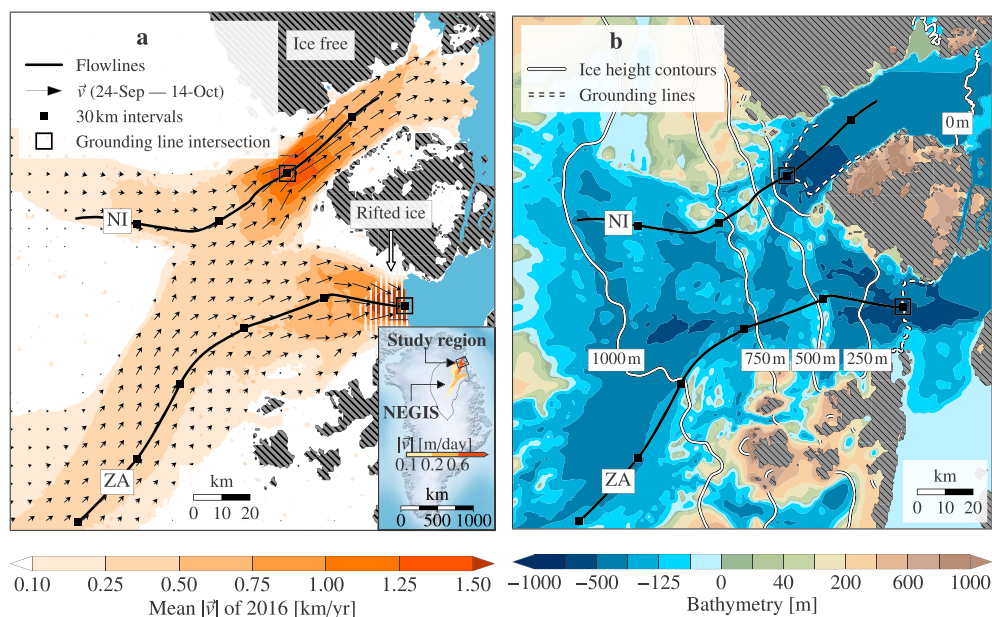 a
Ice free
Flowlines
v⃗ (24-Sep — 14-Oct)
30 km intervals
Grounding line intersection
Rifted ice
NI
ZA
km
0 10 20
Study region
NEGIS
|v⃗| [m/day]
0.1 0.2 0.6
km
0 500 1000
0.10 0.25 0.50 0.75 1.00 1.25 1.50
Mean |v⃗| of 2016 [km/yr]
b
Ice height contours
Grounding lines
0 m
NI
1000 m
750 m
500 m
250 m
ZA
km
0 10 20
−1000 −500 −125 0 40 200 600 1000
Bathymetry [m]